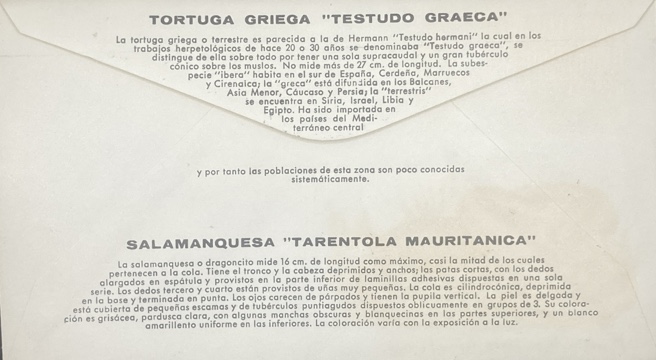 TORTUGA GRIEGA "TESTUDO GRAECA"
La tortuga griega o terrestre es parecida a la de Hermann "Testudo hermani" la cual en los
trabajos herpetológicos de hace 20 o 30 años se denominaba "Testudo graeca", se
distingue de ella sobre todo por tener una sola supracaudal y un gran tubérculo
cónico sobre los muslos. No mide más de 27 cm. de longitud. La subes-
pecie "ibera" habita en el sur de España, Cerdeña, Marruecos
y Cirenaica; la "greca" está difundida en los Balcanes,
Asia Menor, Cáucaso y Persia; la "terrestris"
se encuentra en Siria, Israel, Libia y
Egipto. Ha sido importada en
los países del Medi-
terráneo central
y por tanto las poblaciones de esta zona son poco conocidas
sistemáticamente.
SALAMANQUESA "TARENTOLA MAURITANICA"
La salamanquesa o dragoncito mide 16 cm. de longitud como máximo, casi la mitad de los cuales
pertenecen a la cola. Tiene el tronco y la cabeza deprimidos y anchos; las patas cortas, con los dedos
alargados en espátula y provistos en la parte inferior de laminillas adhesivas dispuestas en una sola
serie. Los dedos tercero y cuarto están provistos de uñas muy pequeñas. La cola es cilindrocónica, deprimida
en la base y terminada en punta. Los ojos carecen de párpados y tienen la pupila vertical. La piel es delgada y
está cubierta de pequeñas escamas y de tubérculos puntiagudos dispuestos oblicuamente en grupos de 3. Su colora-
ción es grisácea, pardusca clara, con algunas manchas obscuras y blanquecinas en las partes superiores, y un blanco
amarillento uniforme en las inferiores. La coloración varía con la exposición a la luz.